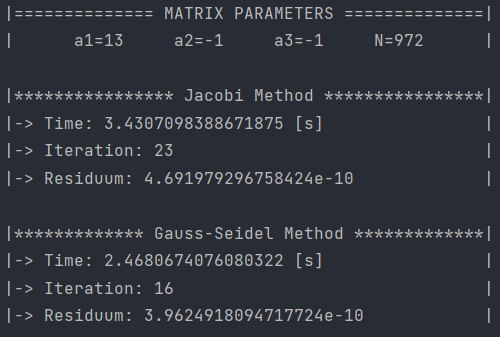 |============== MATRIX PARAMETERS ==============|
| a1=13 a2=-1 a3=-1 N=972 |
|**************** Jacobi Method ****************|
|-> Time: 3.4307098388671875 [s] |
|-> Iteration: 23 |
|-> Residuum: 4.691979296758424e-10 |
|************* Gauss-Seidel Method *************|
|-> Time: 2.4680674076080322 [s] |
|-> Iteration: 16 |
|-> Residuum: 3.9624918094717724e-10 |